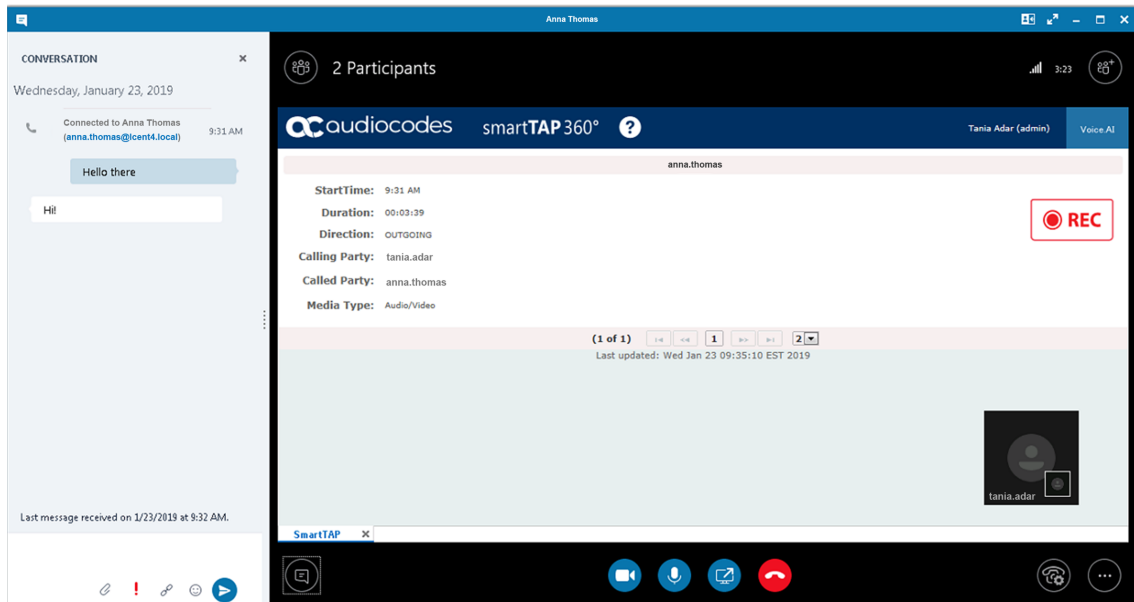 Anna Thomas
CONVERSATION
Wednesday, January 23, 2019
Connected to Anna Thomas
(anna.thomas@lcent4.local)
9:31 AM
Hello there
Hi!
Last message received on 1/23/2019 at 9:32 AM.
2 Participants
3:23
audiocodes smartTAP 360° ?
Tania Adar (admin)
Voice.AI
anna.thomas
StartTime: 9:31 AM
Duration: 00:03:39
Direction: OUTGOING
Calling Party: tania.adar
Called Party: anna.thomas
Media Type: Audio/Video
REC
(1 of 1) 1 2
Last updated: Wed Jan 23 09:35:10 EST 2019
tania.adar
SmartTAP